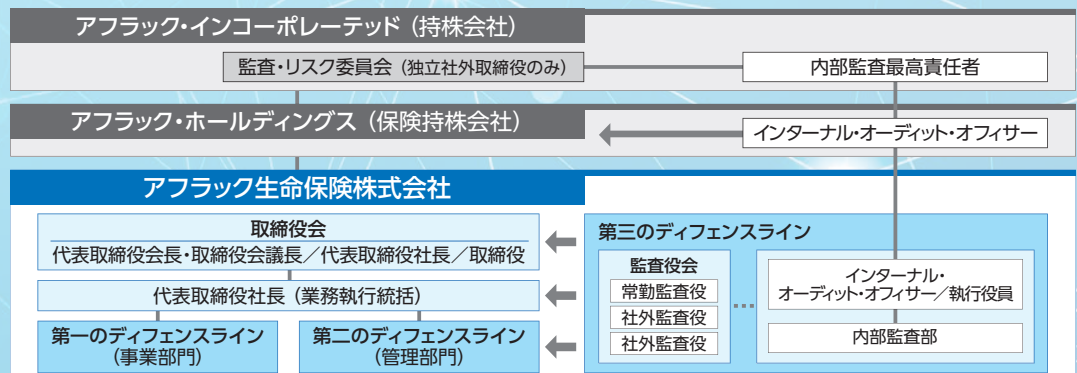 アフラック・インコーポレーテッド（持株会社）
監査・リスク委員会（独立社外取締役のみ）
内部監査最高責任者
アフラック・ホールディングス（保険持株会社）
インターナル・オーディット・オフィサー
アフラック生命保険株式会社
取締役会
代表取締役会長・取締役会議長／代表取締役社長／取締役
代表取締役社長（業務執行統括）
第一のディフェンスライン
（事業部門）
第二のディフェンスライン
（管理部門）
第三のディフェンスライン
監査役会
常勤監査役
社外監査役
社外監査役
インターナル・
オーディット・オフィサー／執行役員
内部監査部